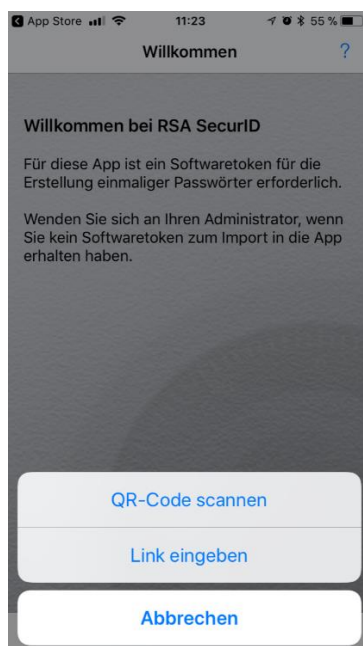 App Store 11:23 55 %
Willkommen ?
Willkommen bei RSA SecurID
Für diese App ist ein Softwaretoken für die
Erstellung einmaliger Passwörter erforderlich.
Wenden Sie sich an Ihren Administrator, wenn
Sie kein Softwaretoken zum Import in die App
erhalten haben.
QR-Code scannen
Link eingeben
Abbrechen